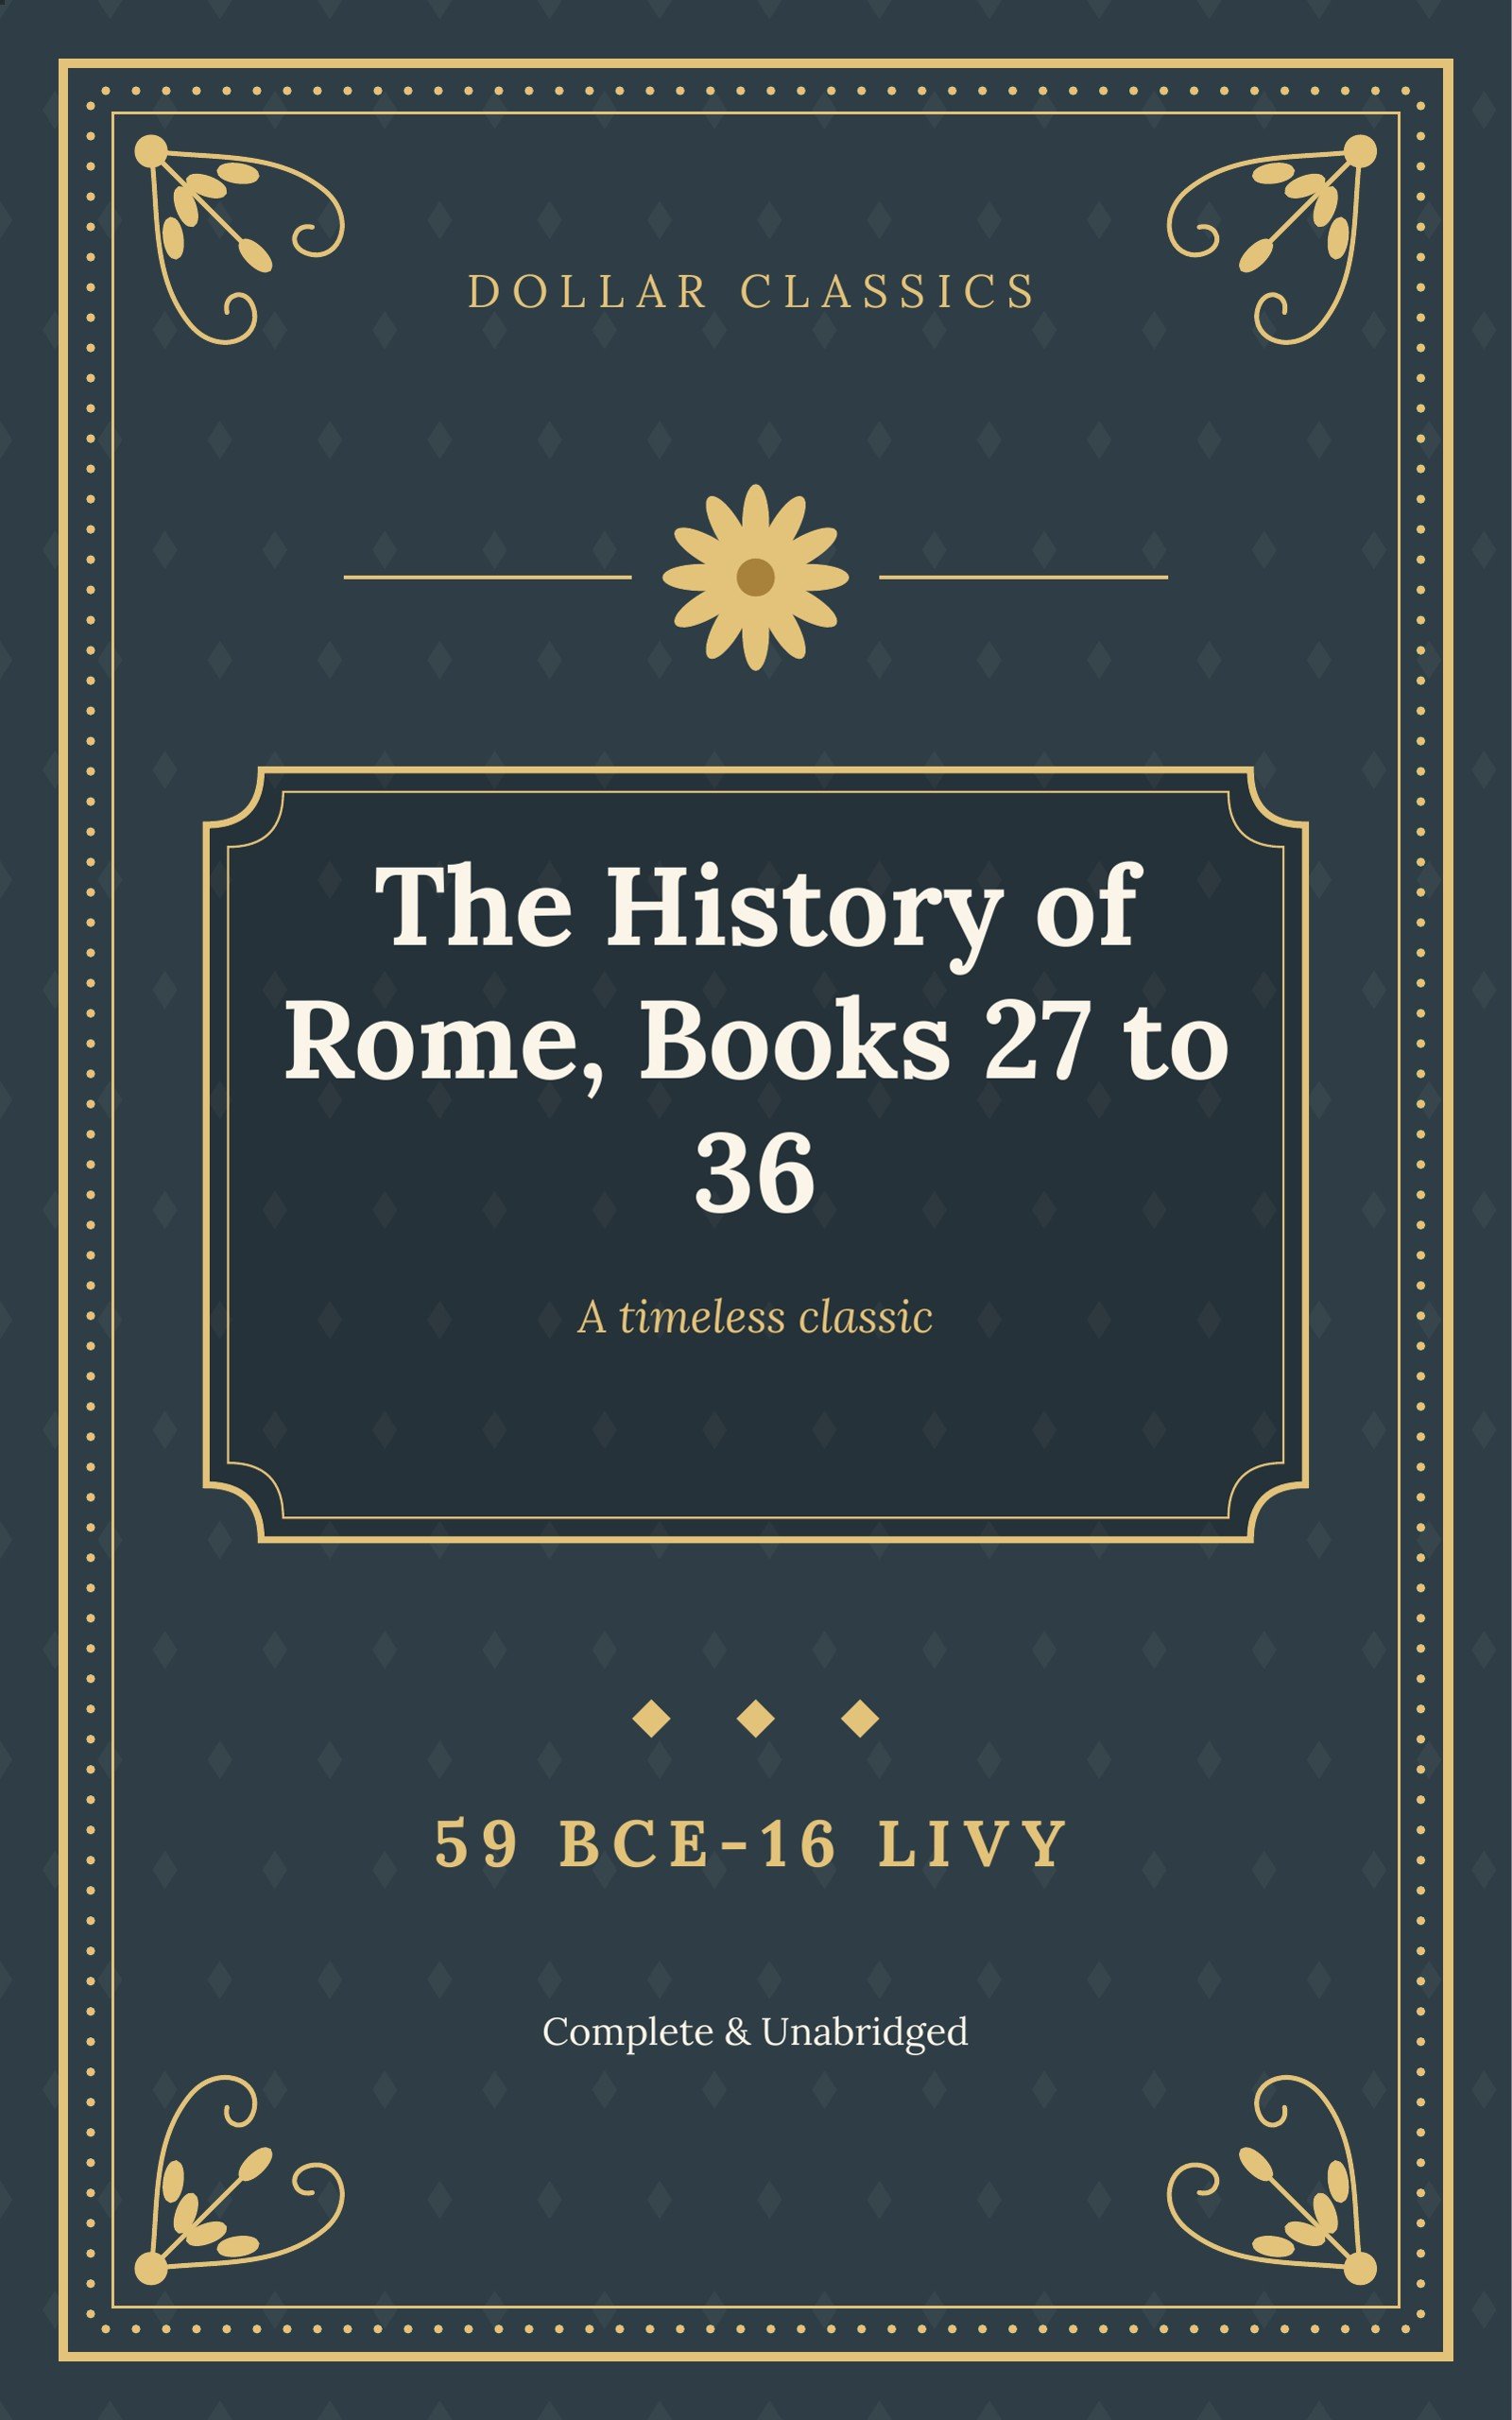 DOLLAR CLASSICS
The History of
Rome, Books 27 to
36
A timeless classic
59 BCE-16 LIVY
Complete & Unabridged